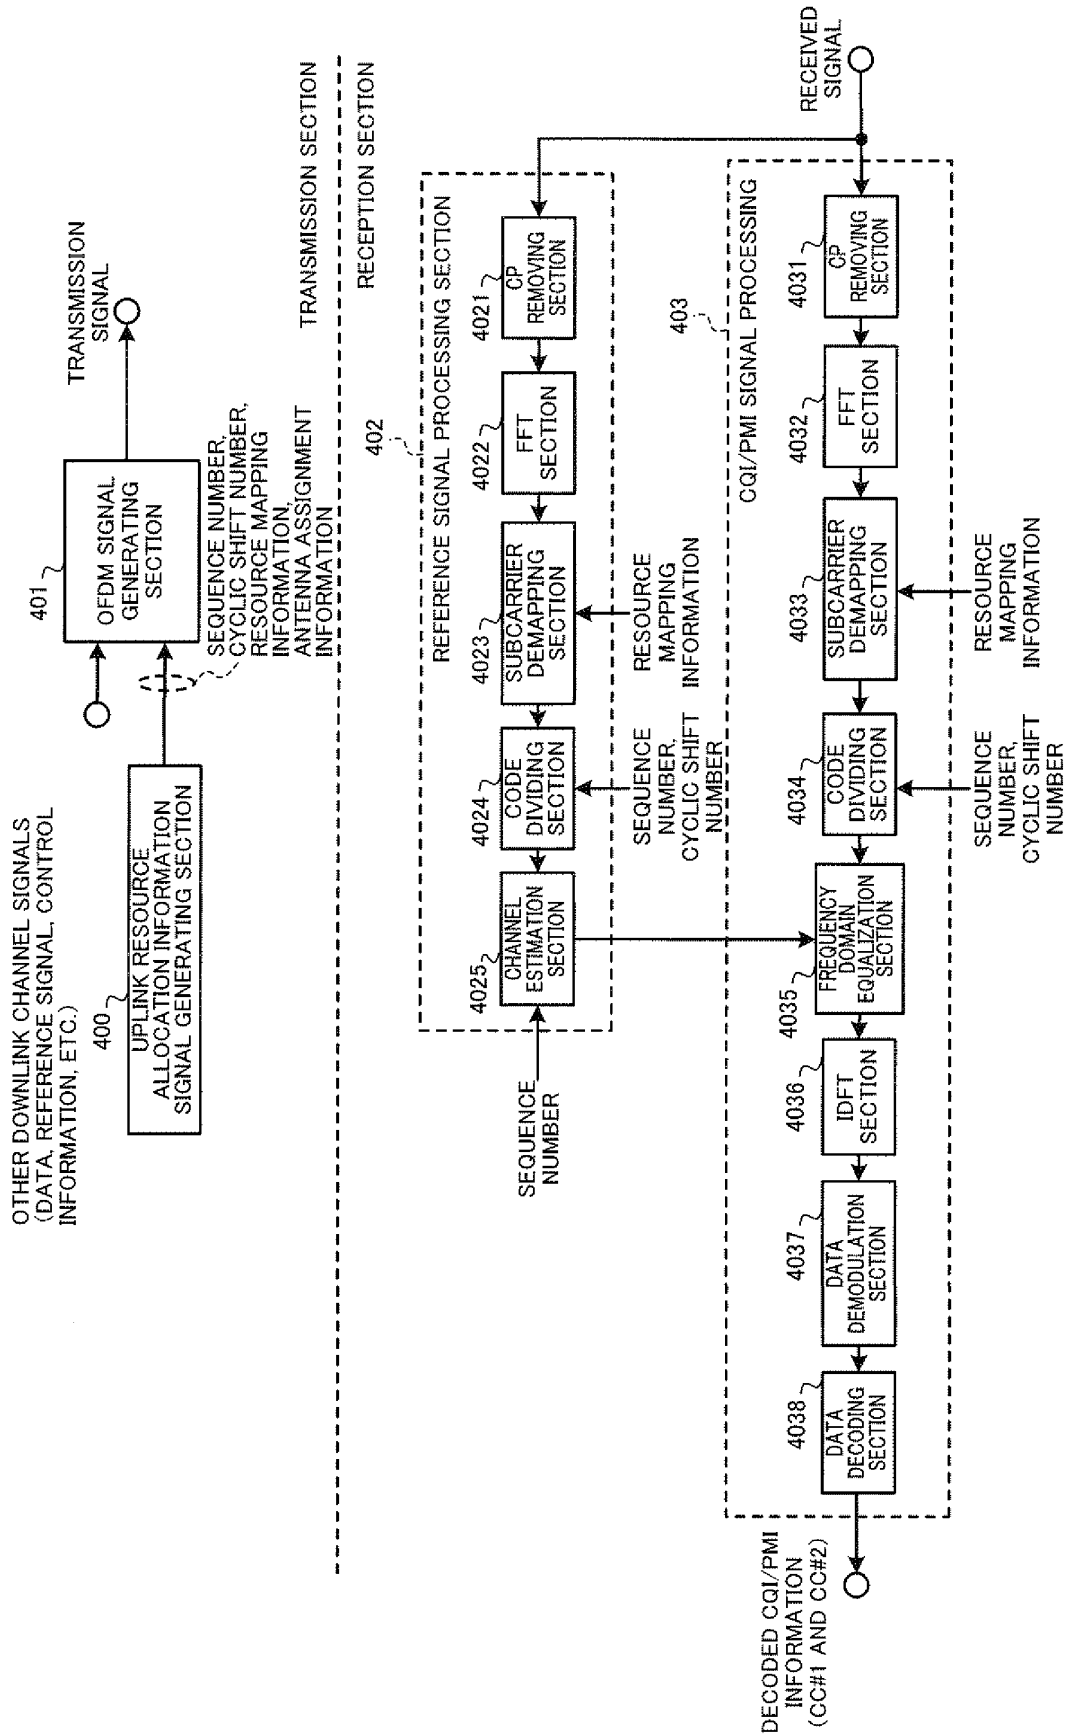 OTHER DOWNLINK CHANNEL SIGNALS
(DATA, REFERENCE SIGNAL, CONTROL
INFORMATION, ETC.)
400
UPLINK RESOURCE
ALLOCATION INFORMATION
SIGNAL GENERATING SECTION
401
OFDM SIGNAL
GENERATING
SECTION
TRANSMISSION
SIGNAL
SEQUENCE NUMBER,
CYCLIC SHIFT NUMBER,
RESOURCE MAPPING
INFORMATION,
ANTENNA ASSIGNMENT
INFORMATION
TRANSMISSION SECTION
RECEPTION SECTION
402
REFERENCE SIGNAL PROCESSING SECTION
SEQUENCE
NUMBER
4025
CHANNEL
ESTIMATION
SECTION
4024
CODE
DIVIDING
SECTION
4023
SUBCARRIER
DEMAPPING
SECTION
4022
FFT
SECTION
4021
CP
REMOVING
SECTION
SEQUENCE
NUMBER,
CYCLIC SHIFT
NUMBER
RESOURCE
MAPPING
INFORMATION
RECEIVED
SIGNAL
403
CQI/PMI SIGNAL PROCESSING
DECODED CQI/PMI
INFORMATION
(CC#1 AND CC#2)
4038
DATA
DECODING
SECTION
4037
DATA
DEMODULATION
SECTION
4036
IDFT
SECTION
4035
FREQUENCY
DOMAIN
EQUALIZATION
SECTION
4034
CODE
DIVIDING
SECTION
4033
SUBCARRIER
DEMAPPING
SECTION
4032
FFT
SECTION
4031
CP
REMOVING
SECTION
SEQUENCE
NUMBER,
CYCLIC SHIFT
NUMBER
RESOURCE
MAPPING
INFORMATION